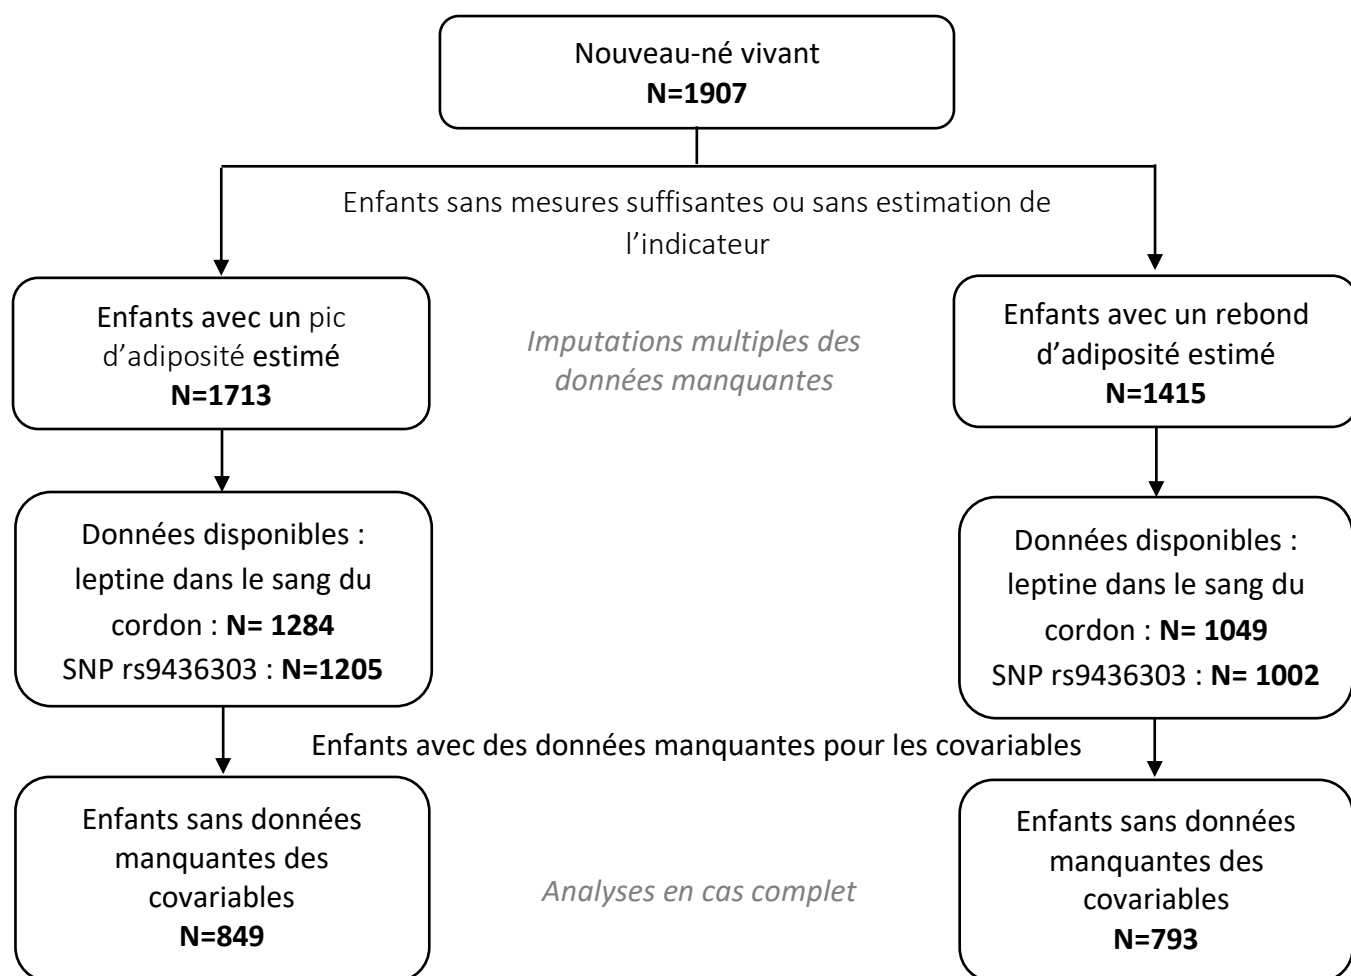 Nouveau-né vivant
N=1907
Enfants sans mesures suffisantes ou sans estimation de
l’indicateur
Enfants avec un pic
d’adiposité estimé
N=1713
Imputations multiples des
données manquantes
Enfants avec un rebond
d’adiposité estimé
N=1415
Données disponibles :
leptine dans le sang du
cordon : N= 1284
SNP rs9436303 : N=1205
Données disponibles :
leptine dans le sang du
cordon : N= 1049
SNP rs9436303 : N= 1002
Enfants avec des données manquantes pour les covariables
Enfants sans données
manquantes des
covariables
N=849
Analyses en cas complet
Enfants sans données
manquantes des
covariables
N=793